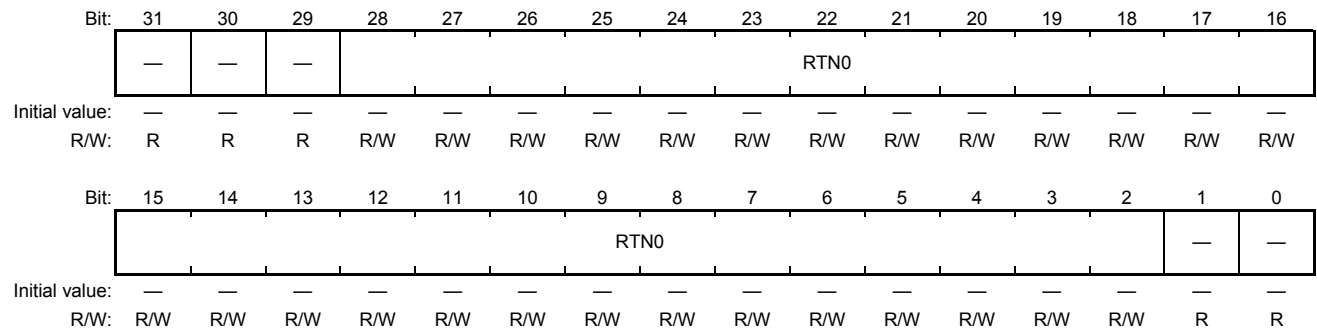 Bit: 31 30 29 28 27 26 25 24 23 22 21 20 19 18 17 16
— — — RTN0
Initial value: — — — — — — — — — — — — — — — —
R/W: R R R R/W R/W R/W R/W R/W R/W R/W R/W R/W R/W R/W R/W R/W
Bit: 15 14 13 12 11 10 9 8 7 6 5 4 3 2 1 0
RTN0 — —
Initial value: — — — — — — — — — — — — — — — —
R/W: R/W R/W R/W R/W R/W R/W R/W R/W R/W R/W R/W R/W R/W R/W R R